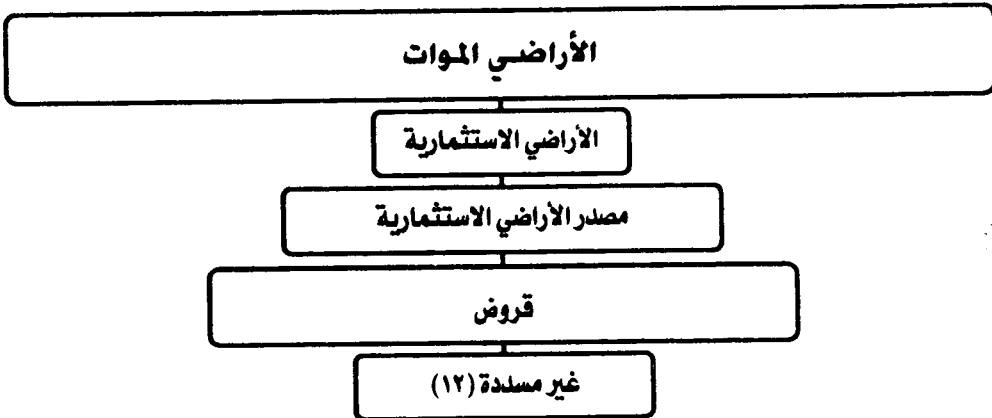 الأراضي الموات
الأراضي الاستثمارية
مصدر الأراضي الاستثمارية
قروض
غير مسددة (١٢)